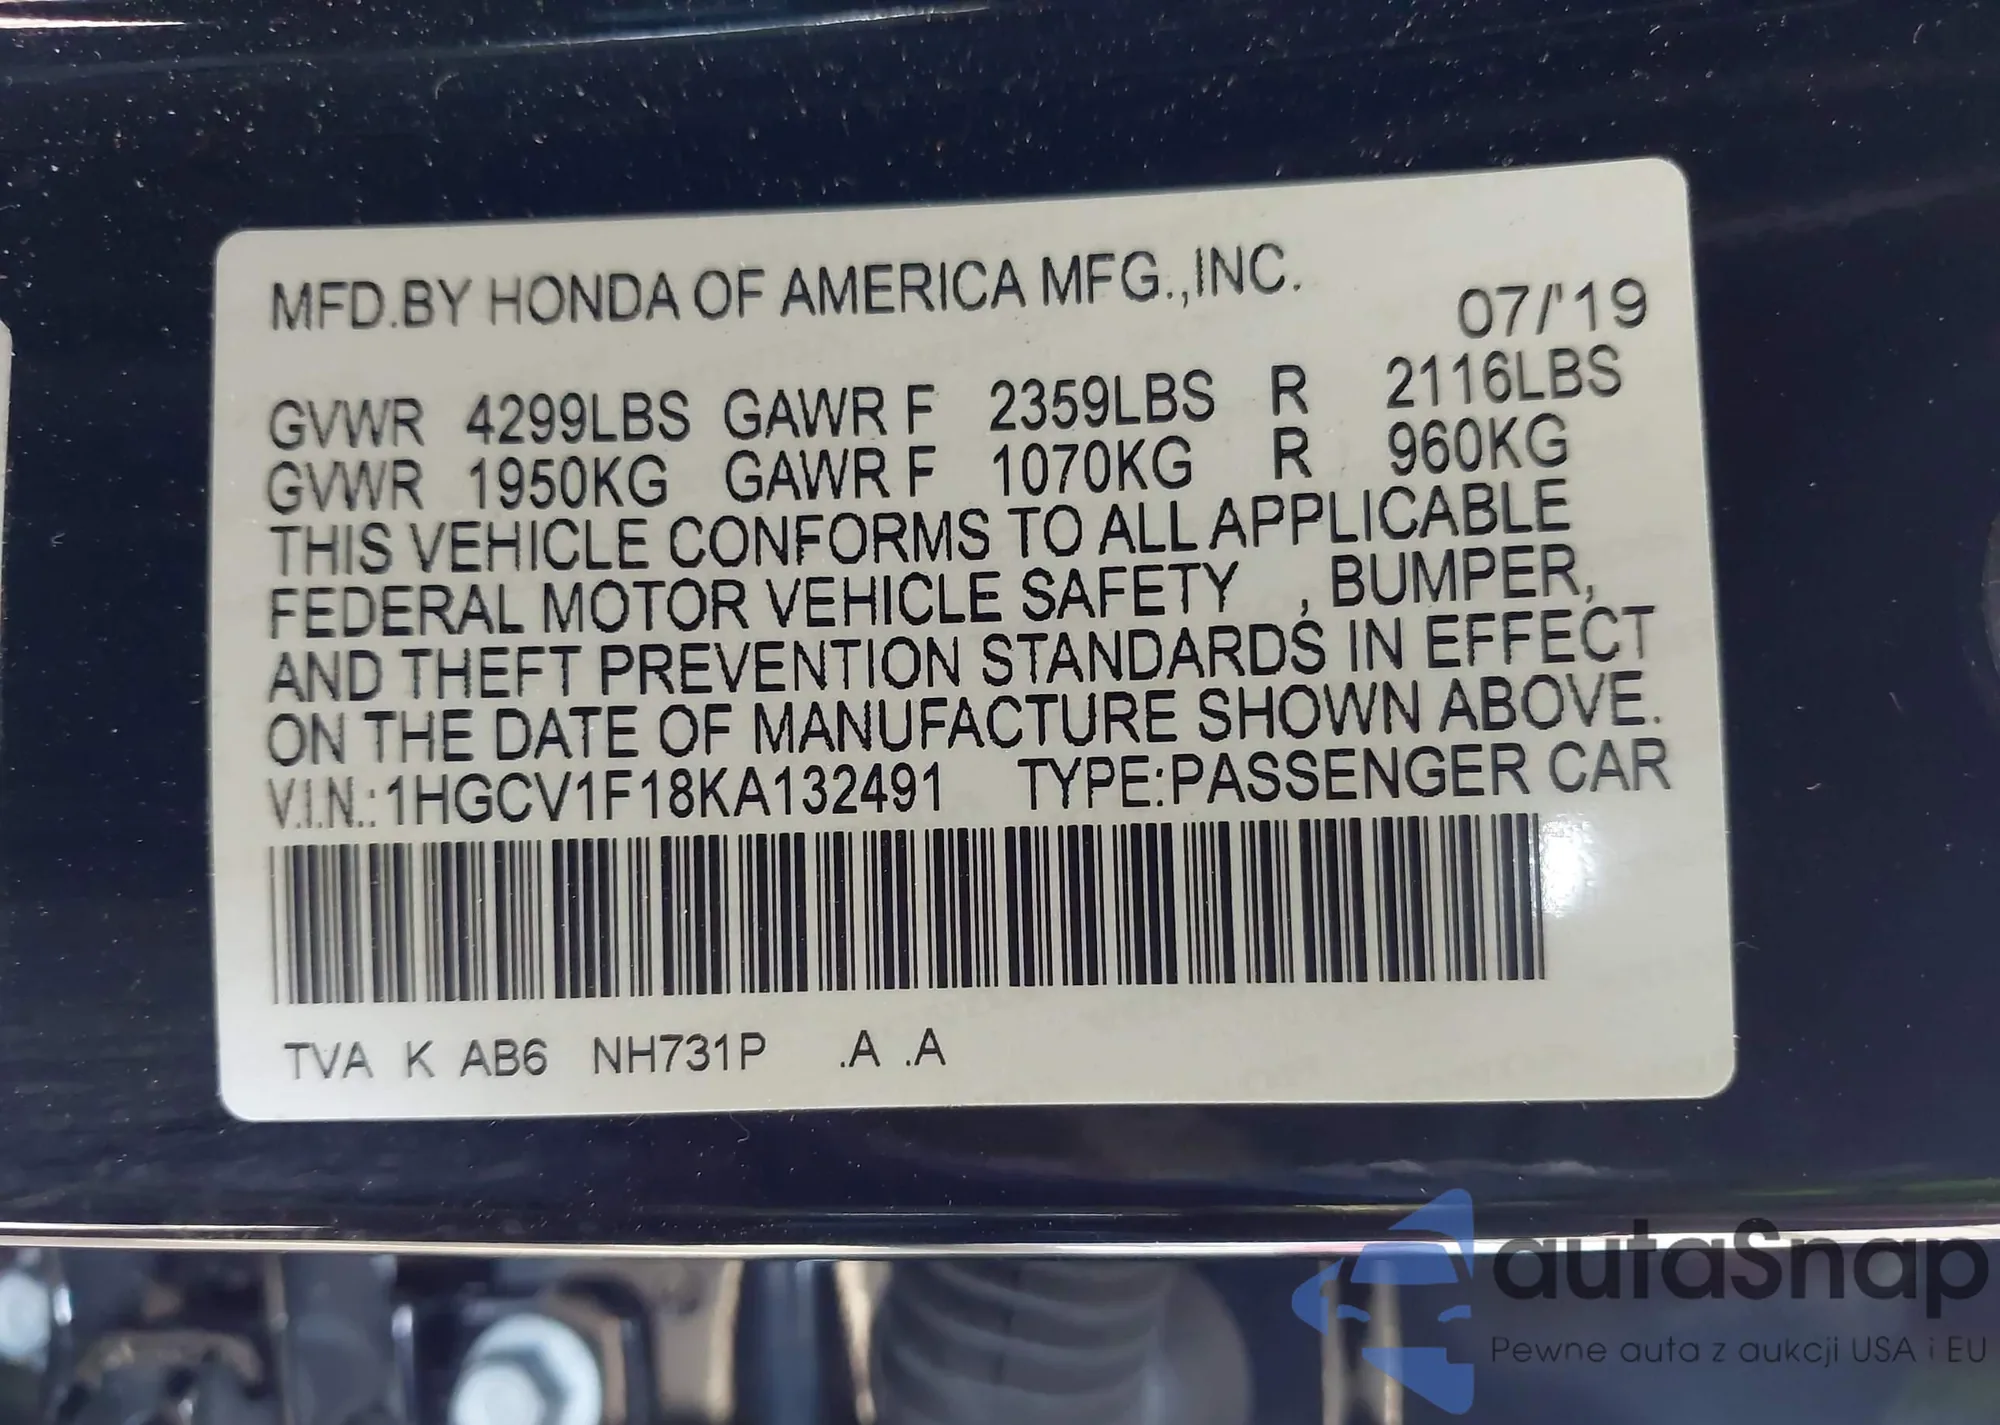 MFD.BY HONDA OF AMERICA MFG.,INC.
07/'19
GVWR 4299LBS GAWR F 2359LBS R 2116LBS
GVWR 1950KG GAWR F 1070KG R 960KG
THIS VEHICLE CONFORMS TO ALL APPLICABLE
FEDERAL MOTOR VEHICLE SAFETY , BUMPER,
AND THEFT PREVENTION STANDARDS IN EFFECT
ON THE DATE OF MANUFACTURE SHOWN ABOVE.
V.I.N.:1HGCV1F18KA132491 TYPE:PASSENGER CAR
TVA K AB6 NH731P .A .A
autaSnap
Pewne auta z aukcji USA i EU